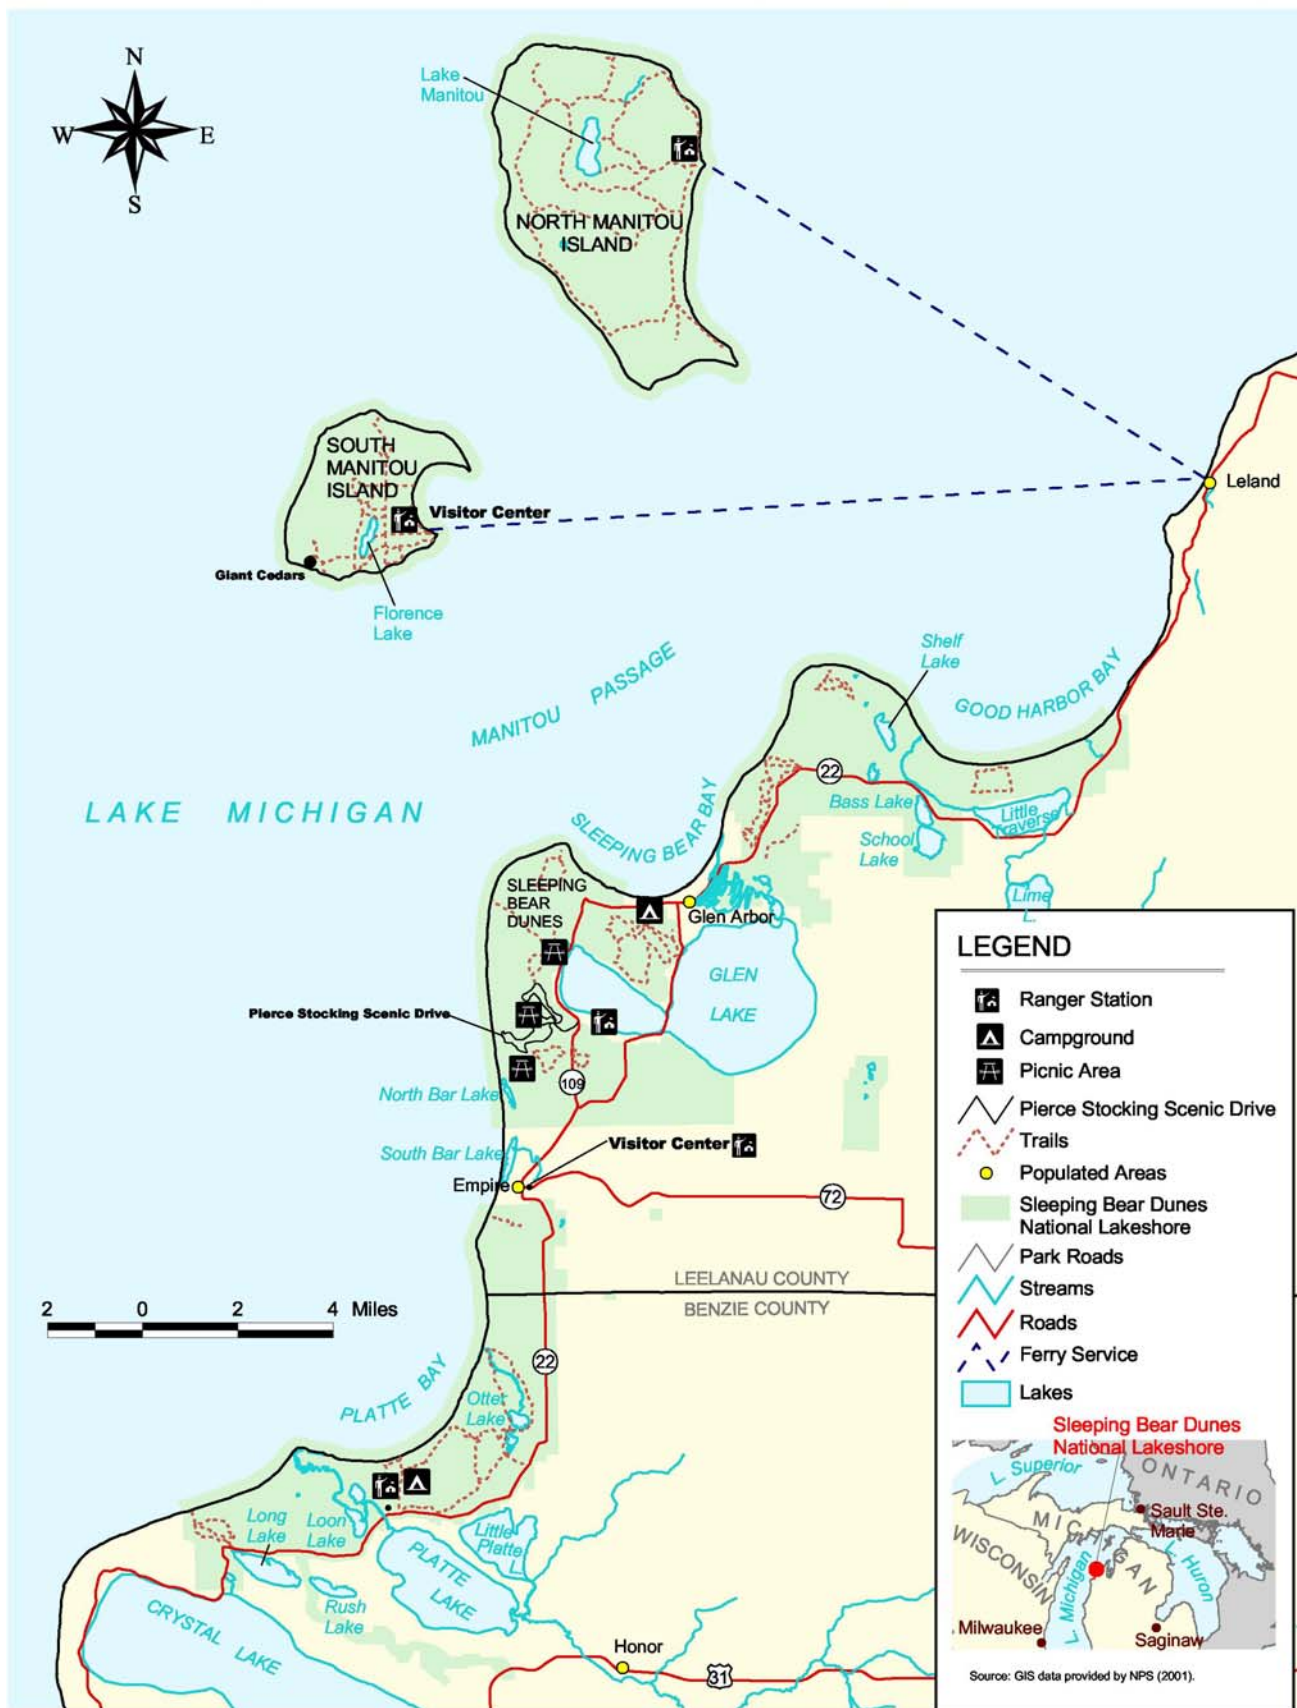 N
W
E
S
Lake
Manitou
NORTH MANITOU
ISLAND
SOUTH
MANITOU
ISLAND
Visitor Center
Leland
Giant Cedars
Florence
Lake
Shelf
Lake
MANITOU PASSAGE
GOOD HARBOR BAY
22
LAKE MICHIGAN
SLEEPING BEAR BAY
Bass Lake
Little
Traverse L.
School
Lake
SLEEPING
BEAR
DUNES
Lime
L.
Glen Arbor
GLEN
LAKE
Pierce Stocking Scenic Drive
109
North Bar Lake
South Bar Lake
Visitor Center
Empire
72
LEELANAU COUNTY
BENZIE COUNTY
2 0 2 4 Miles
22
PLATTE BAY
Otter
Lake
Long
Lake
Loon
Lake
Little
Platte
L.
PLATTE
LAKE
Rush
Lake
CRYSTAL LAKE
Honor
31
LEGEND
Ranger Station
Campground
Picnic Area
Pierce Stocking Scenic Drive
Trails
Populated Areas
Sleeping Bear Dunes
National Lakeshore
Park Roads
Streams
Roads
Ferry Service
Lakes
Sleeping Bear Dunes
National Lakeshore
L. Superior
ONTARIO
Sault Ste.
Marie
MICHIGAN
WISCONSIN
L. Michigan
L. Huron
Milwaukee
Saginaw
Source: GIS data provided by NPS (2001).